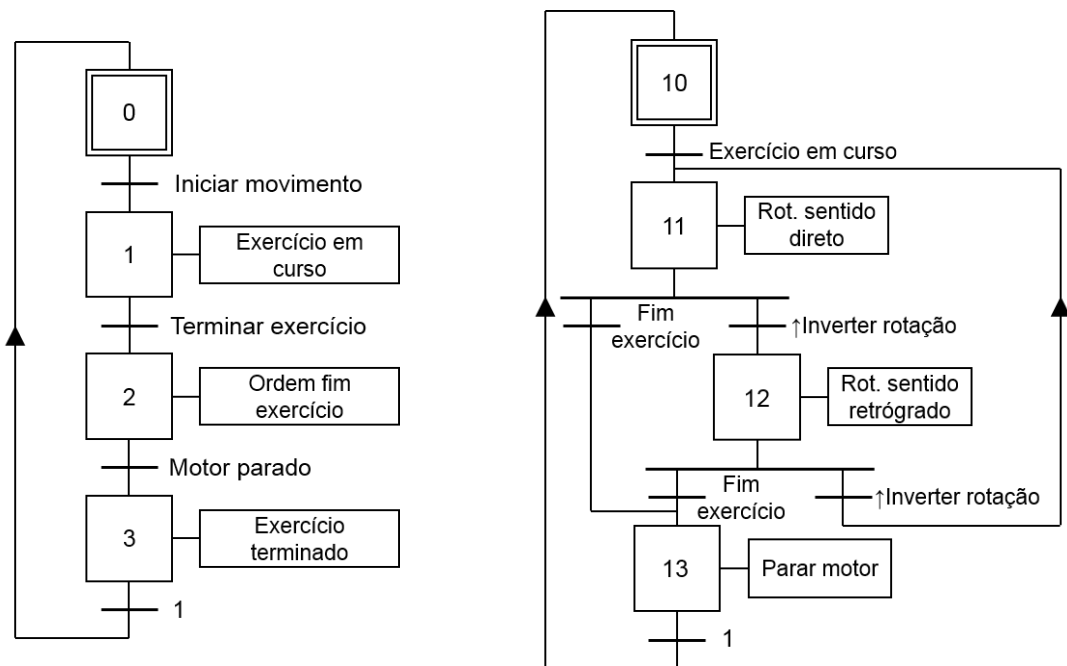 0
Iniciar movimento
1
Exercício em
curso
Terminar exercício
2
Ordem fim
exercício
Motor parado
3
Exercício
terminado
1
10
Exercício em curso
11
Rot. sentido
direto
Fim
exercício
↑Inverter rotação
12
Rot. sentido
retrógrado
Fim
exercício
↑Inverter rotação
13
Parar motor
1